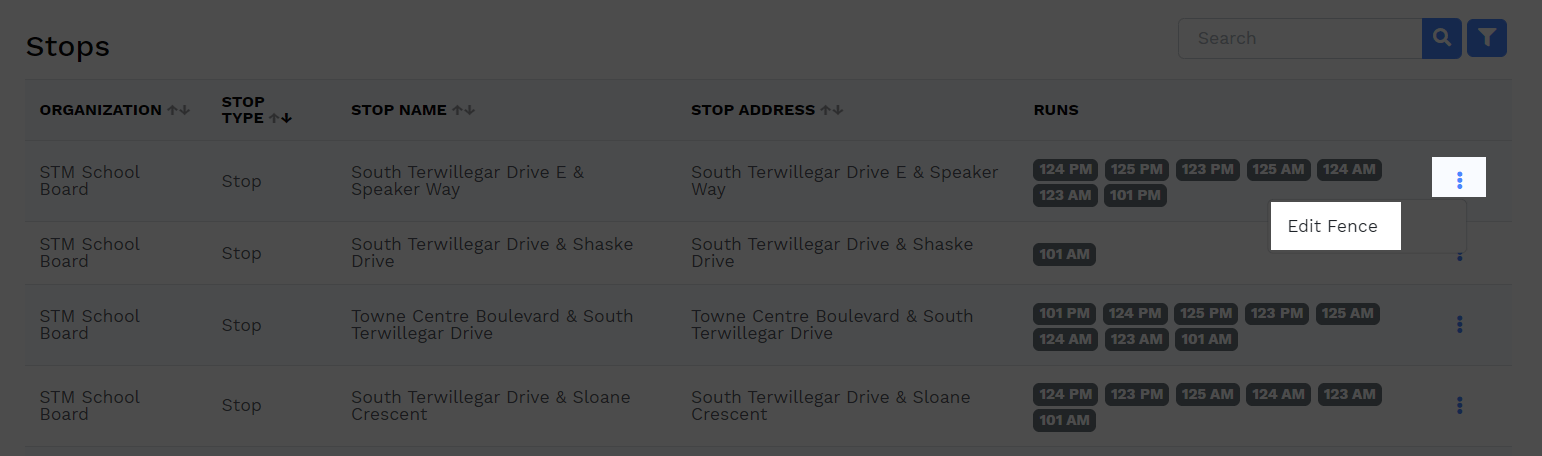 Stops
Search
ORGANIZATION
STOP
TYPE
STOP NAME
STOP ADDRESS
RUNS
STM School
Board
Stop
South Terwillegar Drive E &
Speaker Way
South Terwillegar Drive E & Speaker
Way
124 PM 125 PM 123 PM 125 AM 124 AM
123 AM 101 PM
Edit Fence
STM School
Board
Stop
South Terwillegar Drive & Shaske
Drive
South Terwillegar Drive & Shaske
Drive
101 AM
STM School
Board
Stop
Towne Centre Boulevard & South
Terwillegar Drive
Towne Centre Boulevard & South
Terwillegar Drive
101 PM 124 PM 125 PM 123 PM 125 AM
124 AM 123 AM 101 AM
STM School
Board
Stop
South Terwillegar Drive & Sloane
Crescent
South Terwillegar Drive & Sloane
Crescent
124 PM 123 PM 125 AM 124 AM 123 AM
101 AM